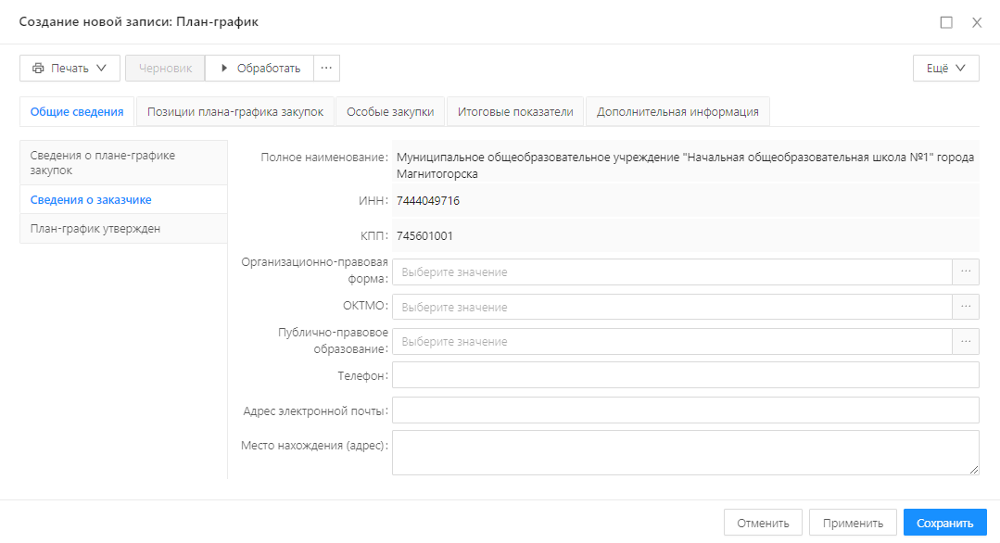 Создание новой записи: План-график
Печать
Черновик
Обработать
...
Ещё
Общие сведения
Позиции плана-графика закупок
Особые закупки
Итоговые показатели
Дополнительная информация
Сведения о плане-графике
закупок
Сведения о заказчике
План-график утвержден
Полное наименование:
Муниципальное общеобразовательное учреждение "Начальная общеобразовательная школа №1" города
Магнитогорска
ИНН:
7444049716
КПП:
745601001
Организационно-правовая
форма:
Выберите значение
...
ОКТМО:
Выберите значение
...
Публично-правовое
образование:
Выберите значение
...
Телефон:
Адрес электронной почты:
Место нахождения (адрес):
Отменить
Применить
Сохранить